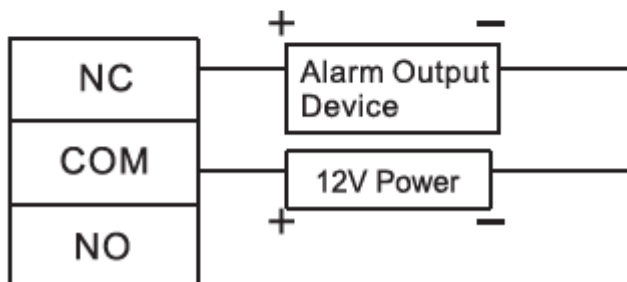 + −
NC
Alarm Output
Device
COM
12V Power
+ −
NO